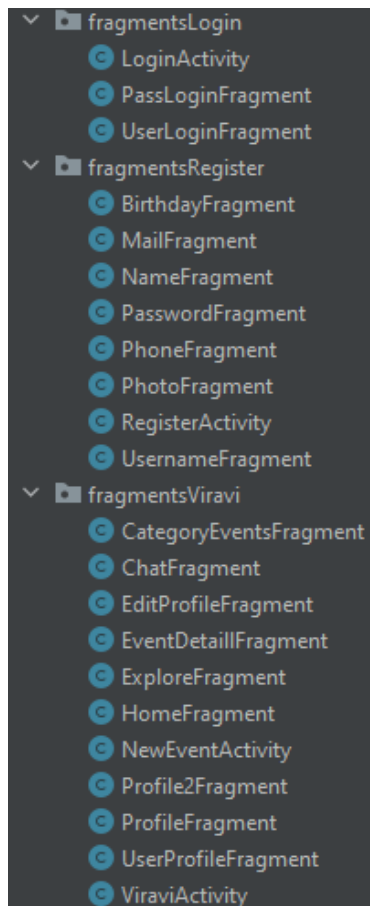 fragmentsLogin
C LoginActivity
C PassLoginFragment
C UserLoginFragment
fragmentsRegister
C BirthdayFragment
C MailFragment
C NameFragment
C PasswordFragment
C PhoneFragment
C PhotoFragment
C RegisterActivity
C UsernameFragment
fragmentsViravi
C CategoryEventsFragment
C ChatFragment
C EditProfileFragment
C EventDetaillFragment
C ExploreFragment
C HomeFragment
C NewEventActivity
C Profile2Fragment
C ProfileFragment
C UserProfileFragment
C ViraviActivity